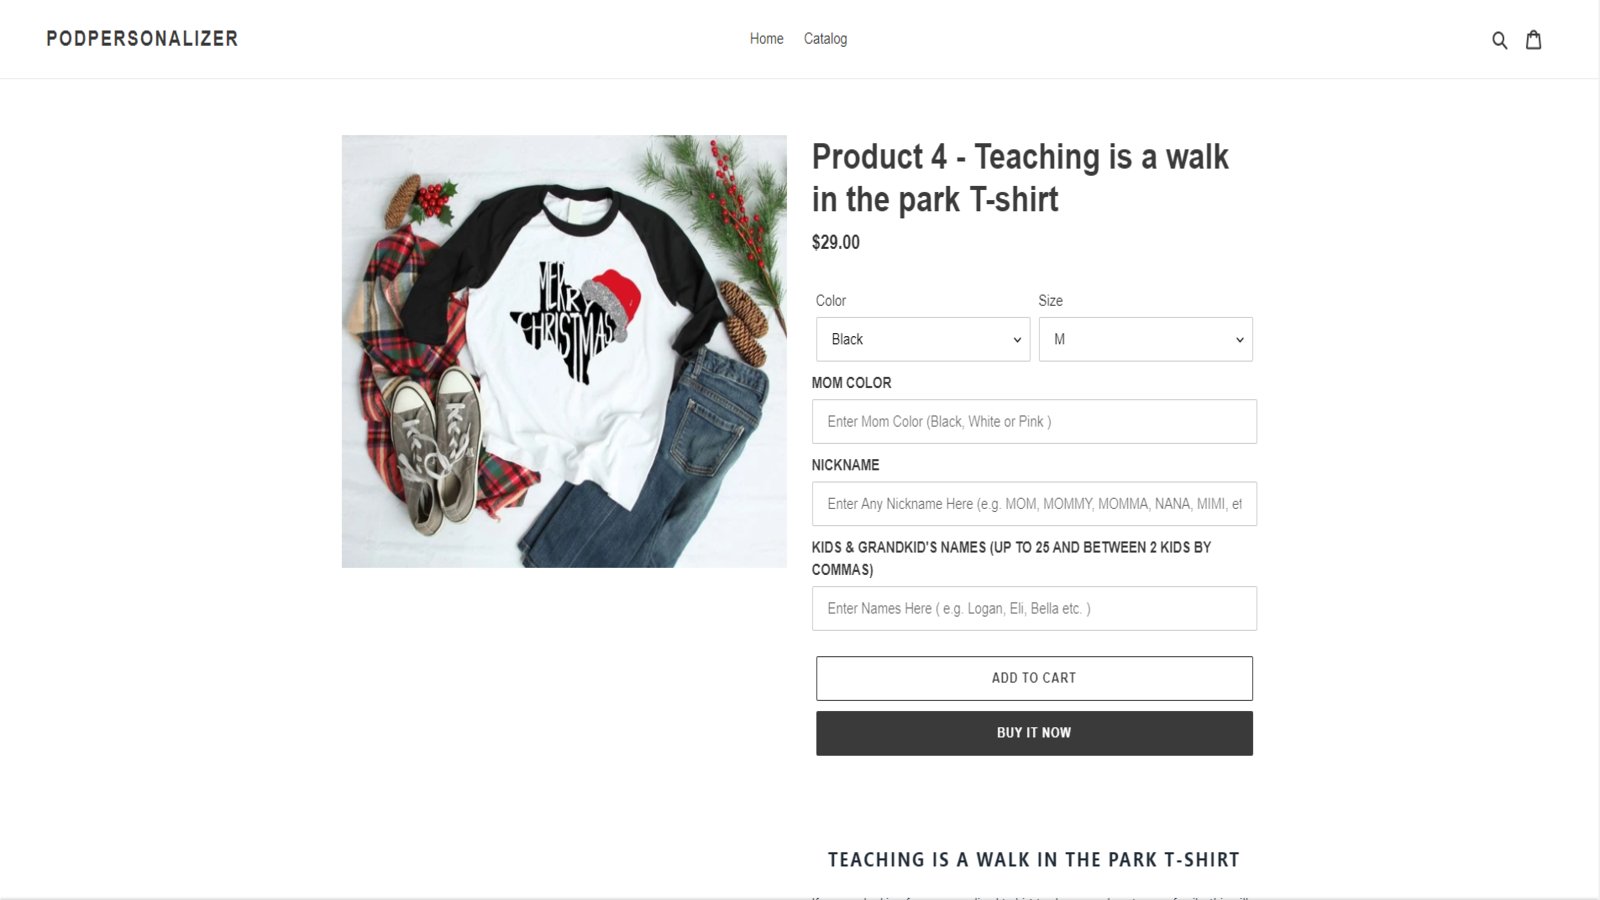 PODPERSONALIZER
Home Catalog
MERRY
CHRISTMAS
Product 4 - Teaching is a walk
in the park T-shirt
$29.00
Color Size
Black M
MOM COLOR
Enter Mom Color (Black, White or Pink )
NICKNAME
Enter Any Nickname Here (e.g. MOM, MOMMY, MOMMA, NANA, MIMI, et
KIDS & GRANDKID'S NAMES (UP TO 25 AND BETWEEN 2 KIDS BY
COMMAS)
Enter Names Here ( e.g. Logan, Eli, Bella etc. )
ADD TO CART
BUY IT NOW
TEACHING IS A WALK IN THE PARK T-SHIRT